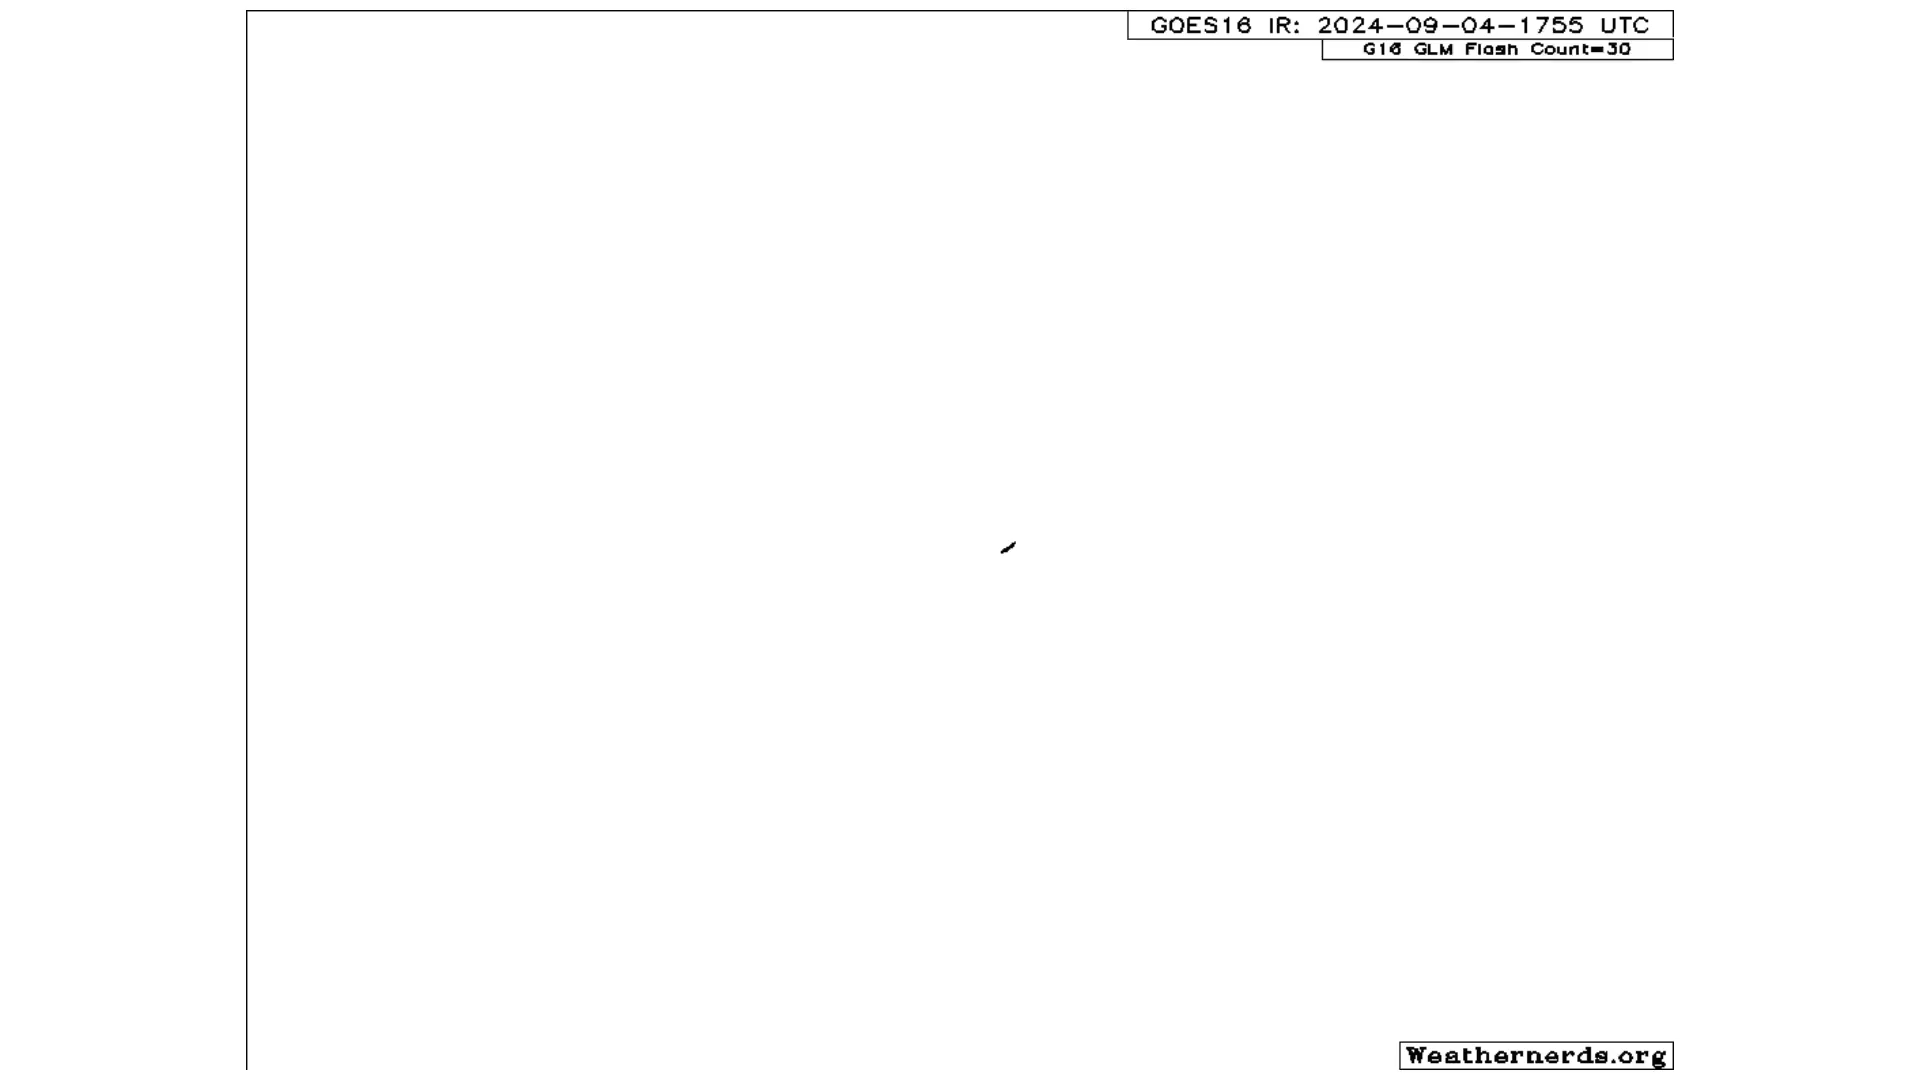 GOES16 IR: 2024-09-04-1755 UTC
G16 GLM Flash Count=30
Weathernerds.org